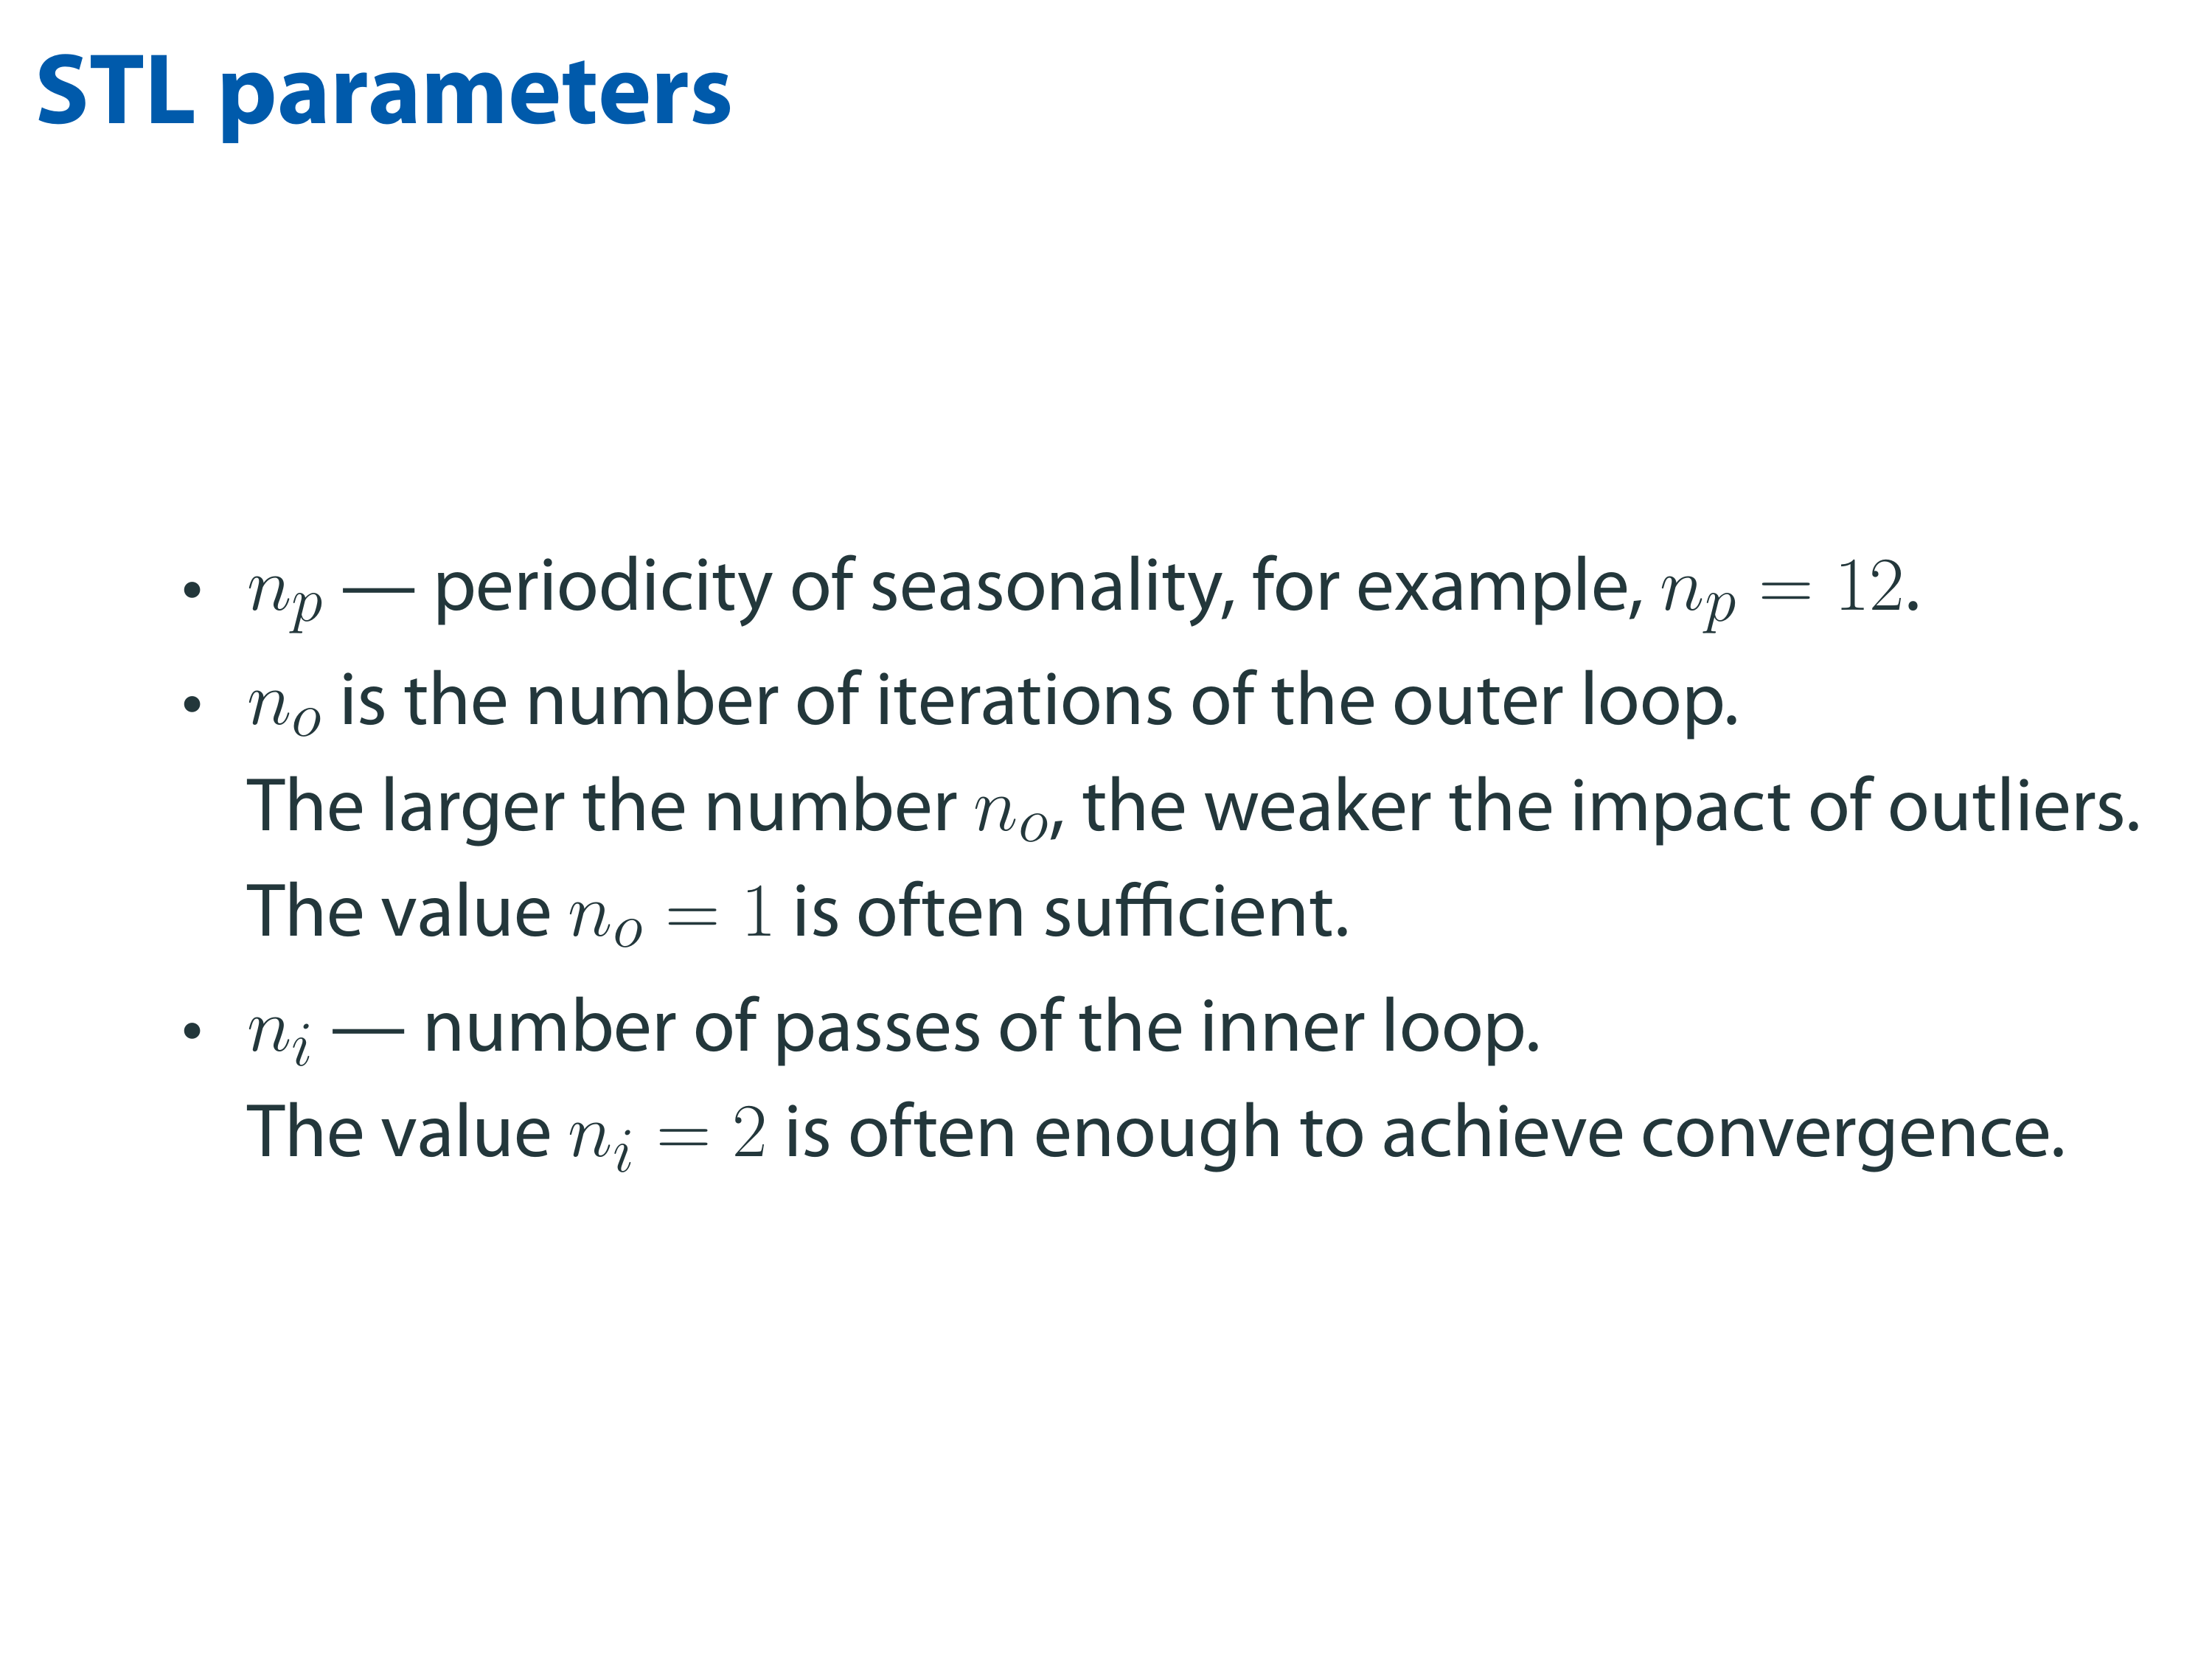 STL parameters
• $n_p$ — periodicity of seasonality, for example, $n_p = 12$.
• $n_o$ is the number of iterations of the outer loop.
The larger the number $n_o$, the weaker the impact of outliers.
The value $n_o = 1$ is often sufficient.
• $n_i$ — number of passes of the inner loop.
The value $n_i = 2$ is often enough to achieve convergence.